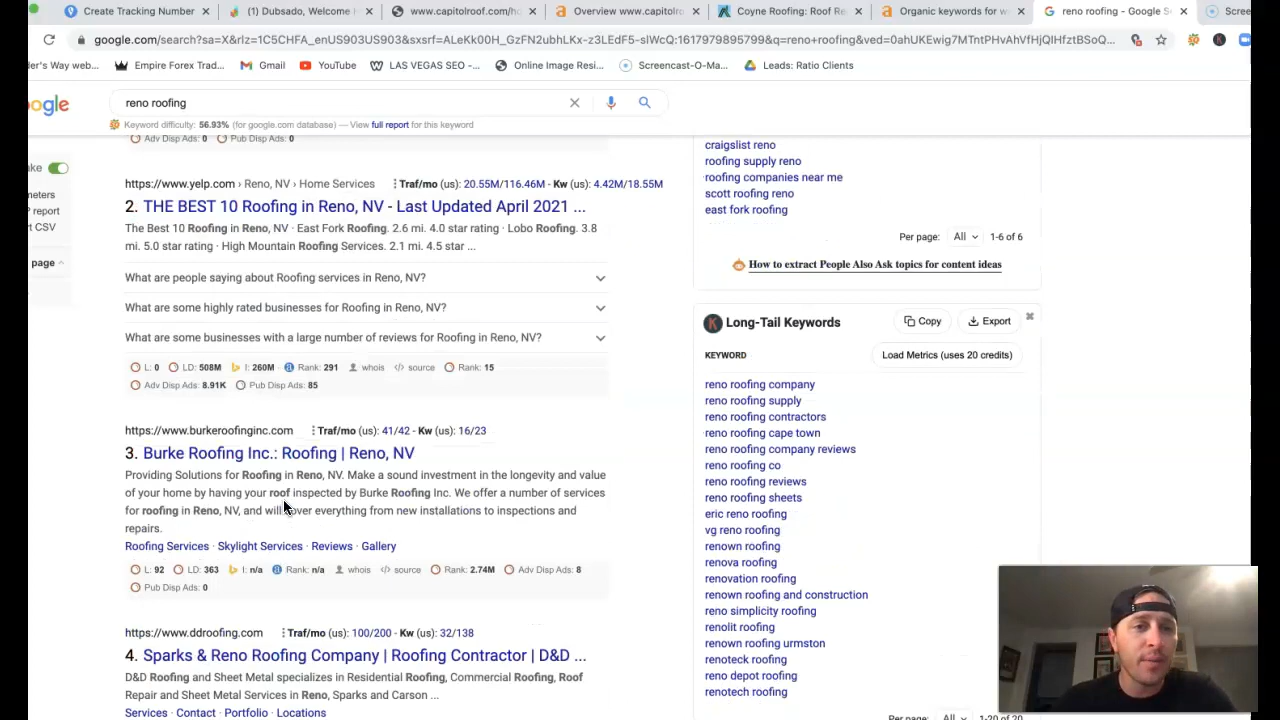 Create Tracking Number
(1) Dubsado, Welcome H
www.capitolroof.com/ho
Overview www.capitolro
Coyne Roofing: Roof Re
Organic keywords for w
reno roofing - Google S
Scree
google.com/search?sa=X&rlz=1C5CHFA_enUS903US903&sxsrf=ALeKk00H_GzFN2uhhLKx-z3LEdF5-slWcQ:1617979895799&q=reno+roofing&ved=0ahUKEwig7MTntPHvAhVfHjQIHfztBSoQ...
der's Way web...
Empire Forex Trad...
Gmail
YouTube
LAS VEGAS SEO -...
Online Image Resi...
Screencast-O-Ma...
Leads: Ratio Clients
ogle
reno roofing
Keyword difficulty: 56.93% (for google.com database) — View full report for this keyword
Adv Disp Ads: 0 Pub Disp Ads: 0
ke
meters
P report
rt CSV
page
https://www.yelp.com › Reno, NV › Home Services Traf/mo (us): 20.55M/116.46M - Kw (us): 4.42M/18.55M
2. THE BEST 10 Roofing in Reno, NV - Last Updated April 2021 ...
The Best 10 Roofing in Reno, NV · East Fork Roofing. 2.6 mi. 4.0 star rating · Lobo Roofing. 3.8
mi. 5.0 star rating · High Mountain Roofing Services. 2.1 mi. 4.5 star ...
What are people saying about Roofing services in Reno, NV?
What are some highly rated businesses for Roofing in Reno, NV?
What are some businesses with a large number of reviews for Roofing in Reno, NV?
L: 0 LD: 508M I: 260M Rank: 291 whois source Rank: 15
Adv Disp Ads: 8.91K Pub Disp Ads: 85
https://www.burkeroofinginc.com Traf/mo (us): 41/42 - Kw (us): 16/23
3. Burke Roofing Inc.: Roofing | Reno, NV
Providing Solutions for Roofing in Reno, NV. Make a sound investment in the longevity and value
of your home by having your roof inspected by Burke Roofing Inc. We offer a number of services
for roofing in Reno, NV, and will over everything from new installations to inspections and
repairs.
Roofing Services · Skylight Services · Reviews · Gallery
L: 92 LD: 363 I: n/a Rank: n/a whois source Rank: 2.74M Adv Disp Ads: 8
Pub Disp Ads: 0
https://www.ddroofing.com Traf/mo (us): 100/200 - Kw (us): 32/138
4. Sparks & Reno Roofing Company | Roofing Contractor | D&D ...
D&D Roofing and Sheet Metal specializes in Residential Roofing, Commercial Roofing, Roof
Repair and Sheet Metal Services in Reno, Sparks and Carson ...
Services · Contact · Portfolio · Locations
craigslist reno
roofing supply reno
roofing companies near me
scott roofing reno
east fork roofing
Per page: All 1-6 of 6
How to extract People Also Ask topics for content ideas
K Long-Tail Keywords Copy Export
KEYWORD Load Metrics (uses 20 credits)
reno roofing company
reno roofing supply
reno roofing contractors
reno roofing cape town
reno roofing company reviews
reno roofing co
reno roofing reviews
reno roofing sheets
eric reno roofing
vg reno roofing
renown roofing
renova roofing
renovation roofing
renown roofing and construction
reno simplicity roofing
renolit roofing
renown roofing urmston
renoteck roofing
reno depot roofing
renotech roofing
Per page: All 1-20 of 20